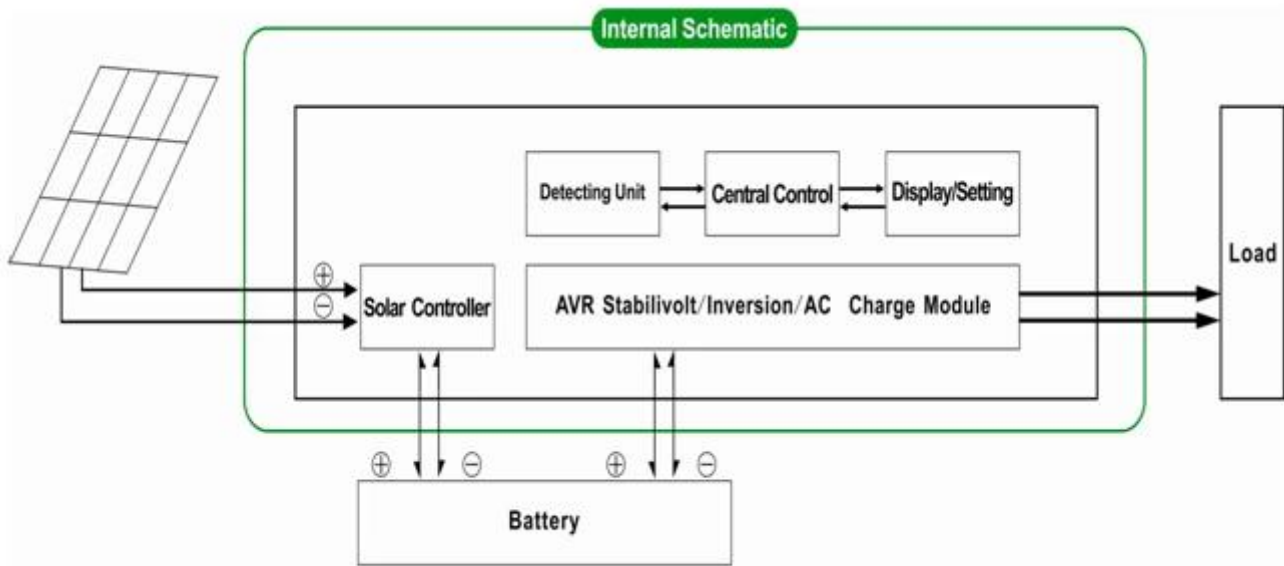 Internal Schematic
Detecting Unit
Central Control
Display/Setting
Load
+
−
Solar Controller
AVR Stabilivolt/Inversion/AC Charge Module
+
−
+
−
Battery